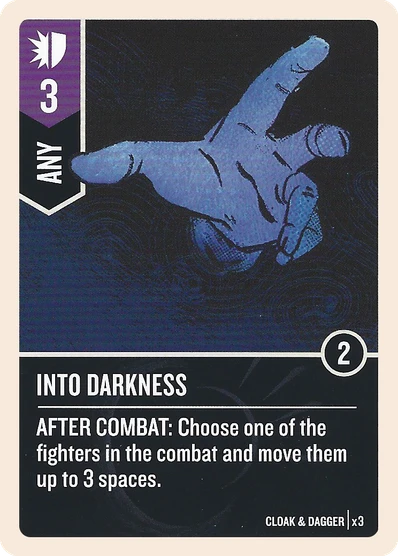 3
ANY
2
INTO DARKNESS
AFTER COMBAT: Choose one of the
fighters in the combat and move them
up to 3 spaces.
CLOAK & DAGGER | x3